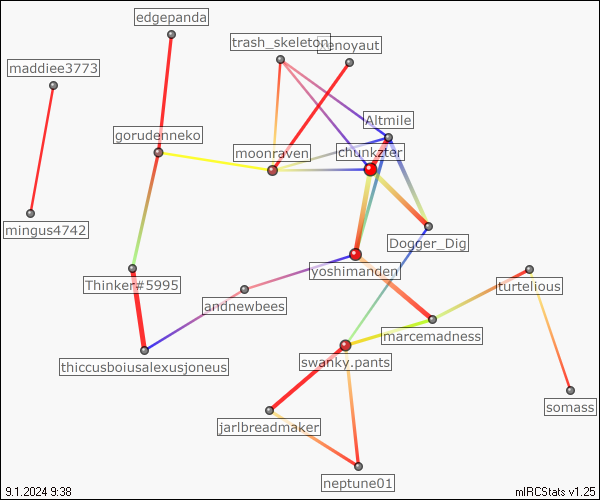 edgepanda
trash_skeleton
xenoyaut
maddiee3773
Altmile
gorudenneko
moonraven
chunkzter
mingus4742
Dogger_Dig
yoshimanden
Thinker#5995
turtelious
andnewbees
marcemadness
thiccusboiusalexusjoneus
swanky.pants
somass
jarlbreadmaker
neptune01
9.1.2024 9:38
mIRCStats v1.25